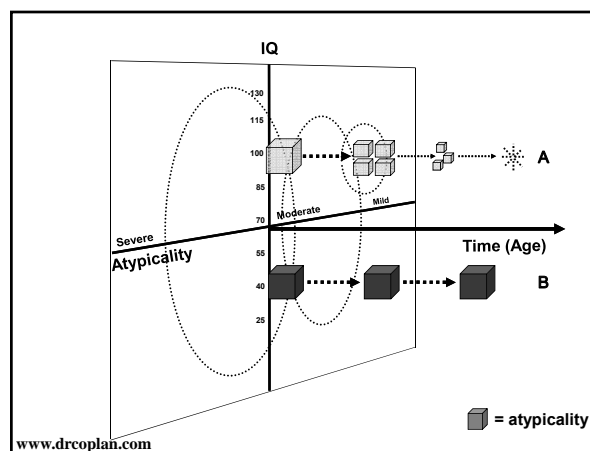 IQ
130
115
100
A
85
Mild
Moderate
70
Severe
Atypicality
Time (Age)
55
40
B
25
= atypicality
www.drcoplan.com